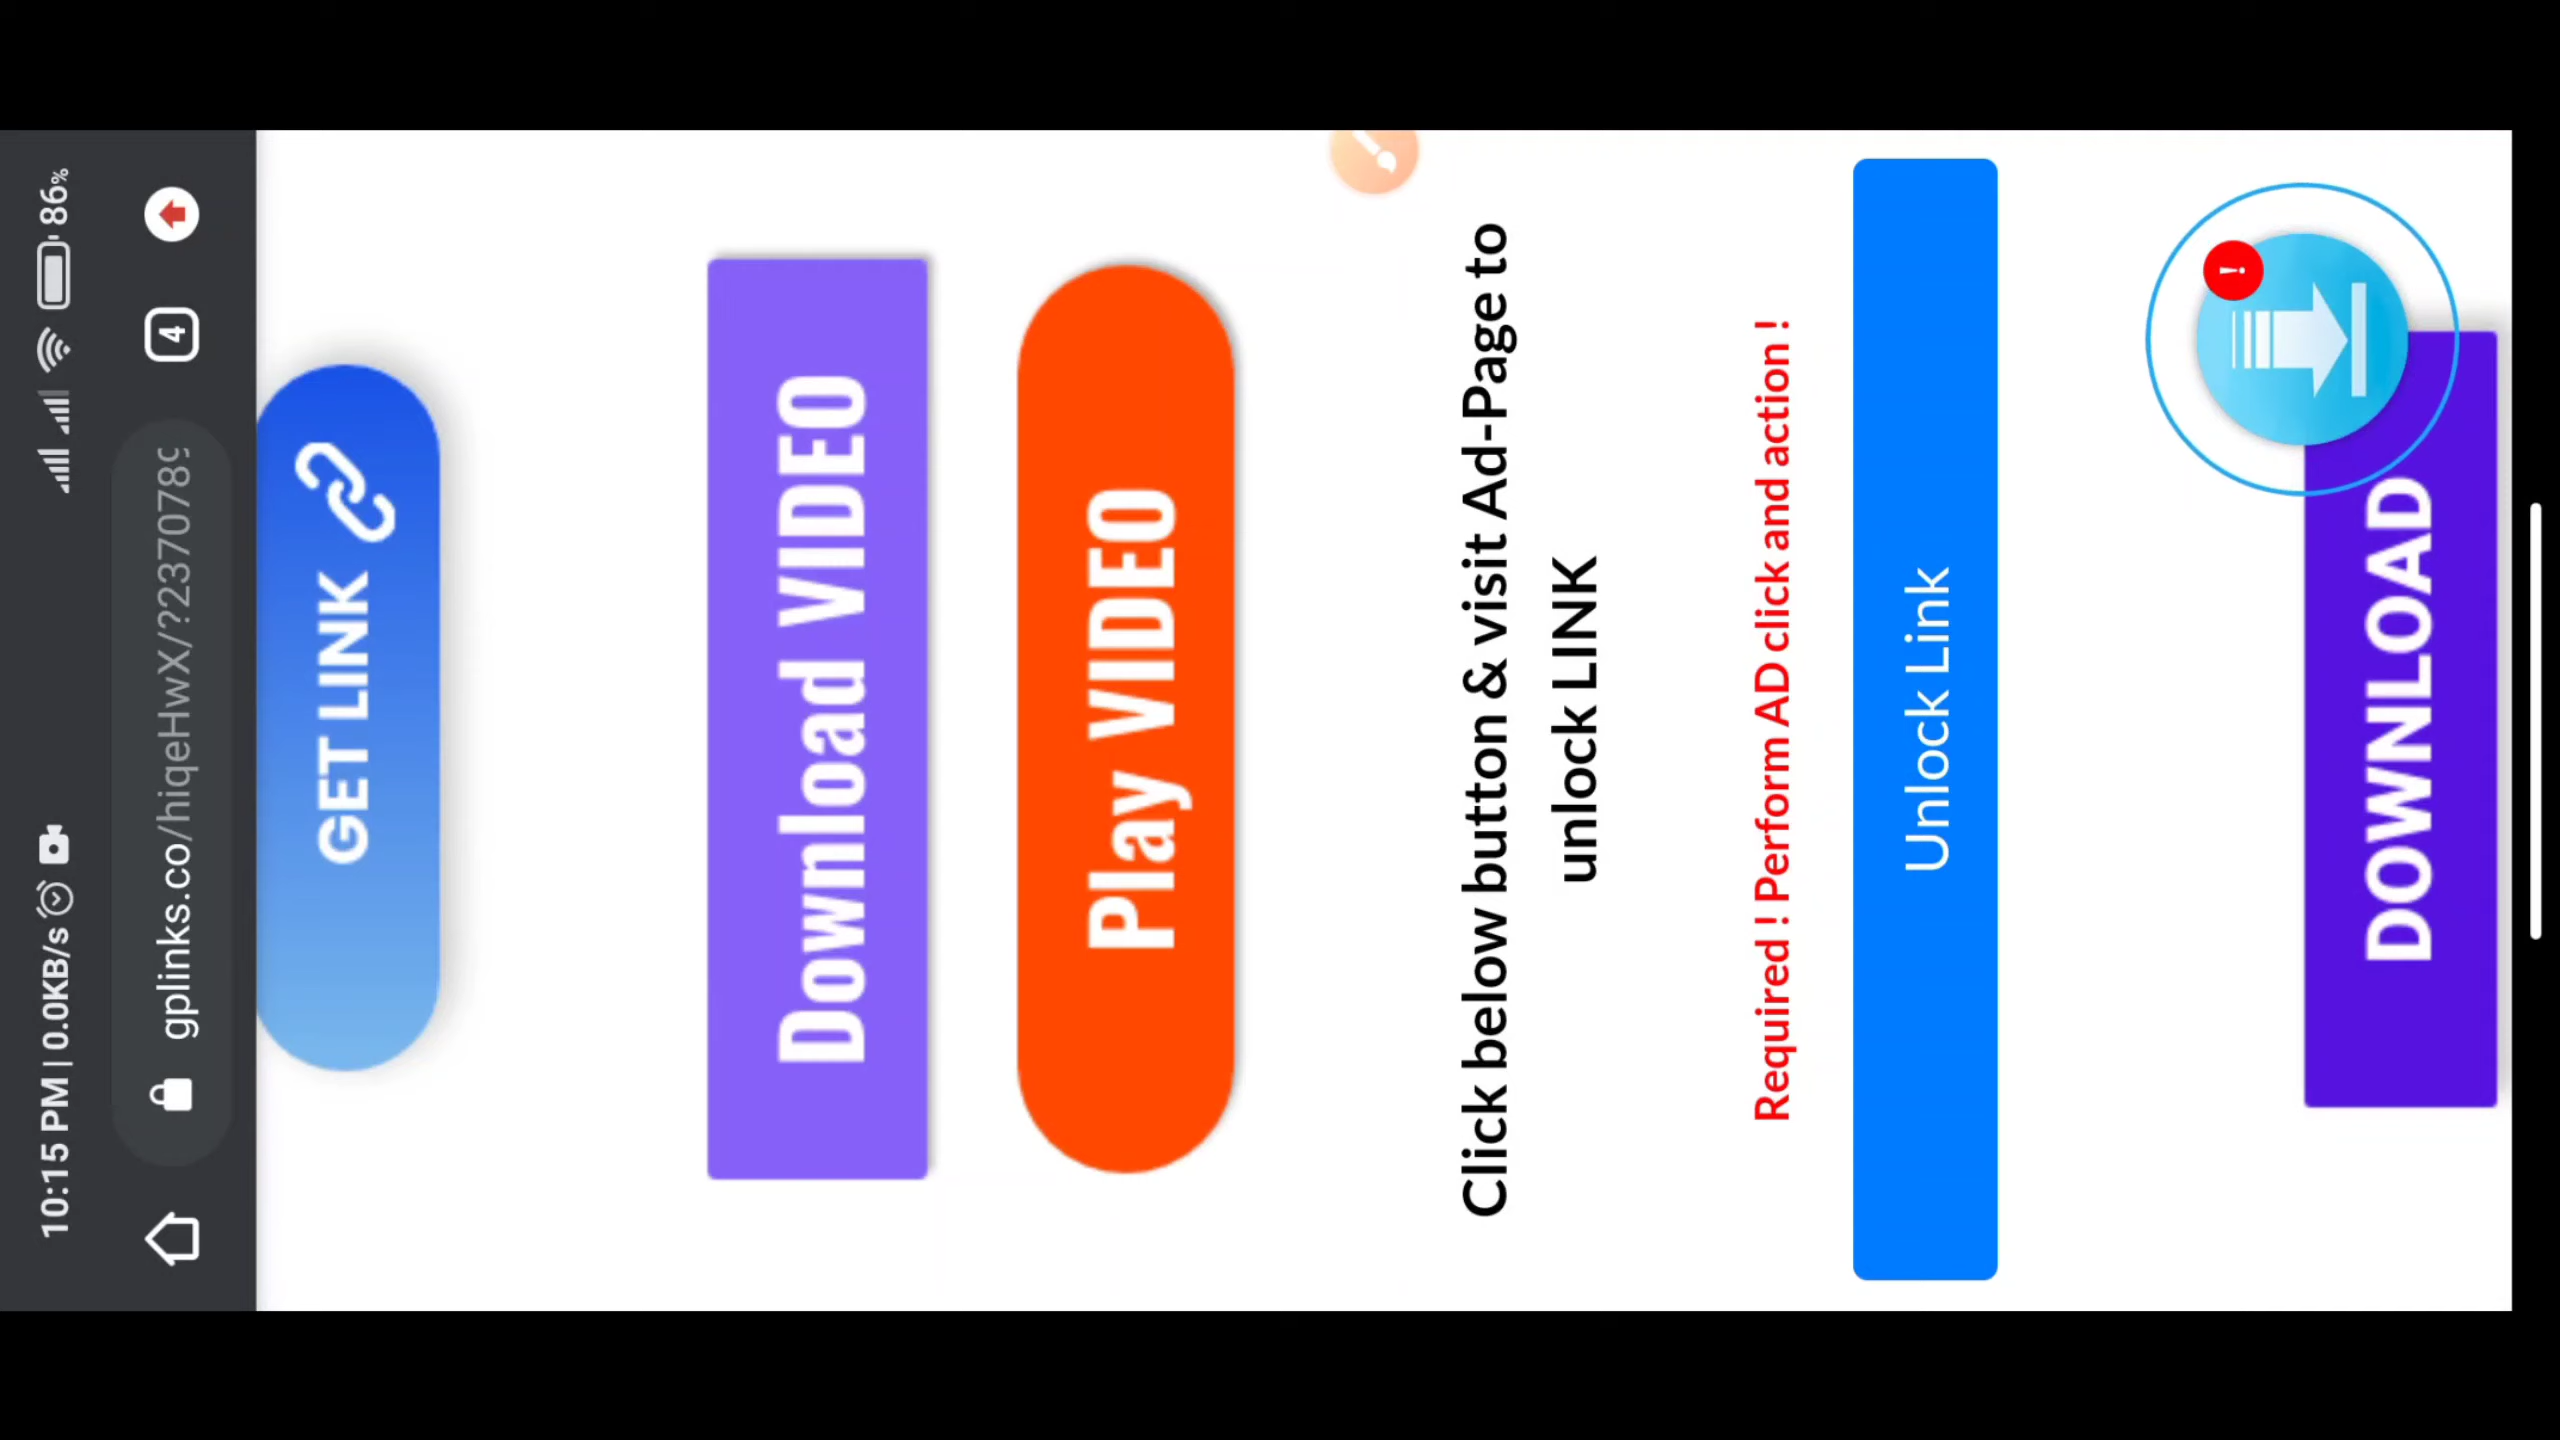 10:15 PM | 0.0KB/s 86%
gplinks.co/hiqeHwX/?2370789 4
GET LINK
Download VIDEO
Play VIDEO
Click below button & visit Ad-Page to
unlock LINK
Required ! Perform AD click and action !
Unlock Link
!
DOWNLOAD